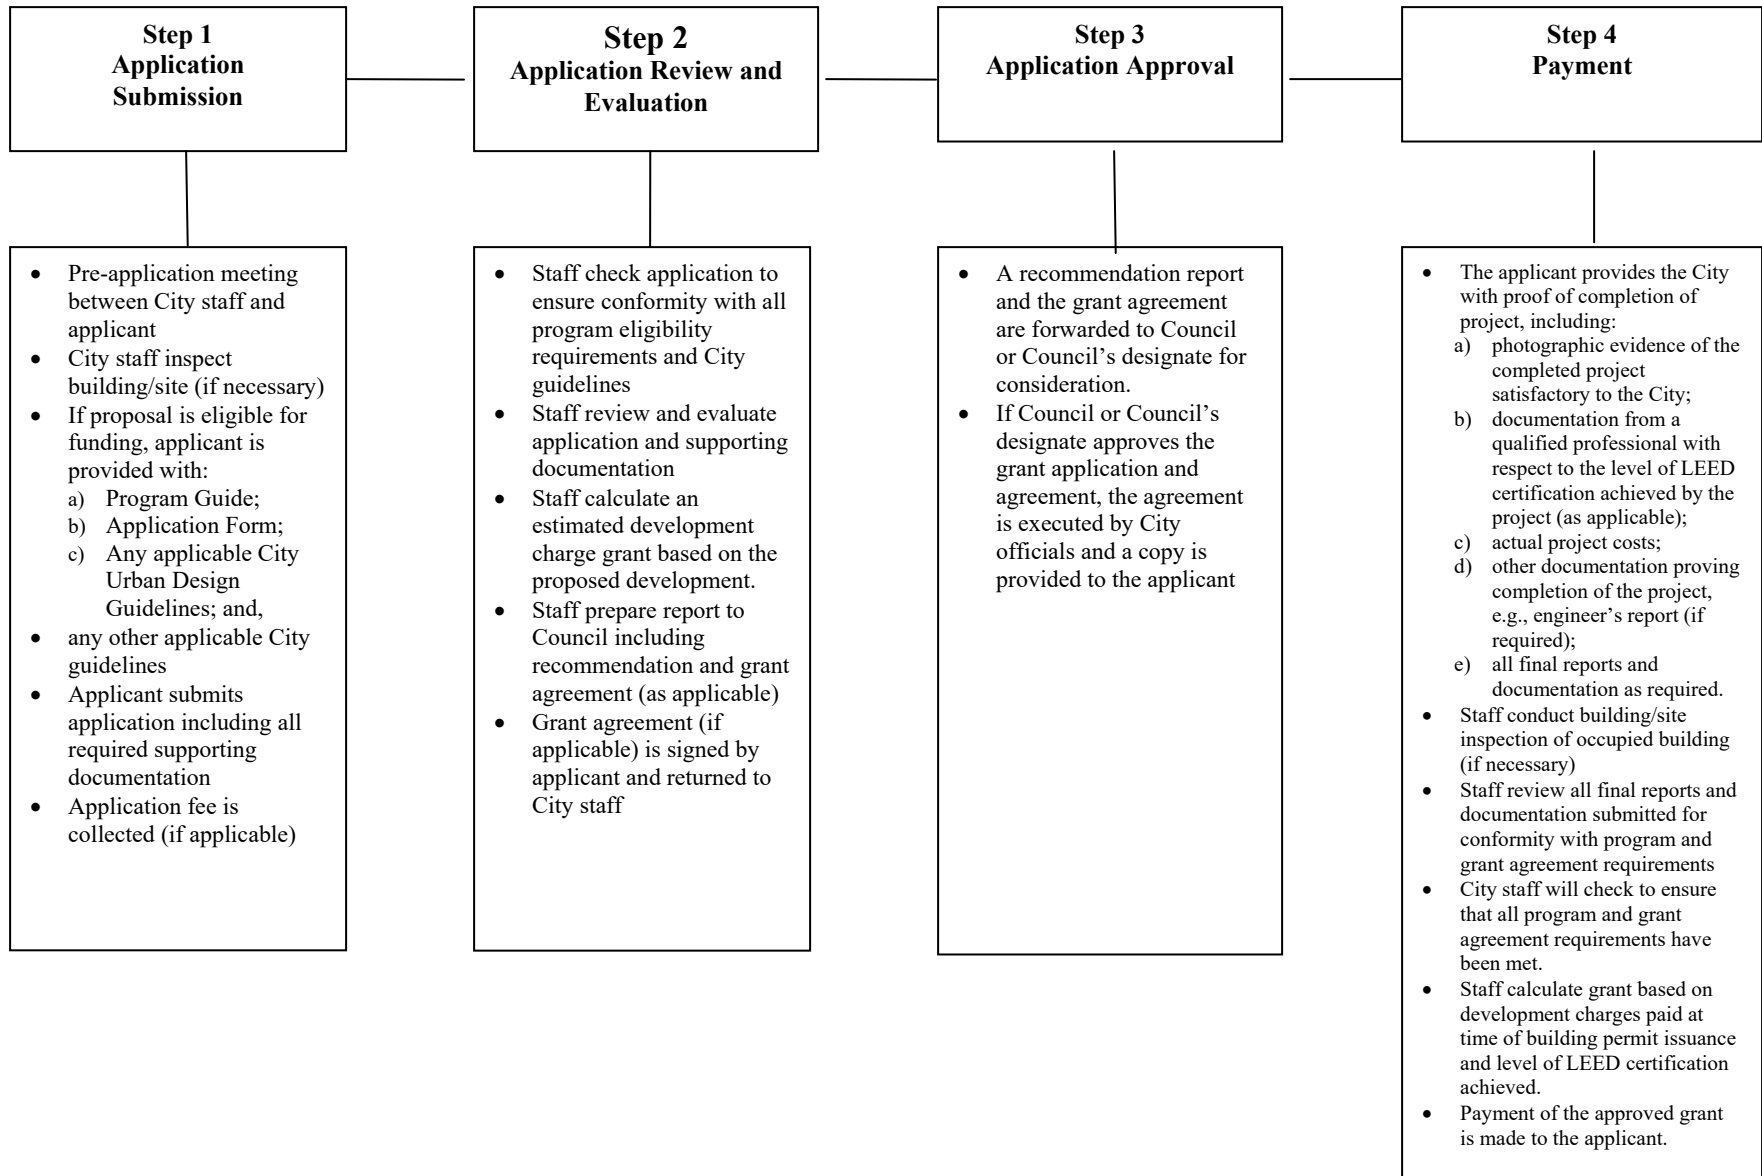 Step 1
Application
Submission
Step 2
Application Review and
Evaluation
Step 3
Application Approval
Step 4
Payment
• Pre-application meeting
between City staff and
applicant
• City staff inspect
building/site (if necessary)
• If proposal is eligible for
funding, applicant is
provided with:
a) Program Guide;
b) Application Form;
c) Any applicable City
Urban Design
Guidelines; and,
• any other applicable City
guidelines
• Applicant submits
application including all
required supporting
documentation
• Application fee is
collected (if applicable)
• Staff check application to
ensure conformity with all
program eligibility
requirements and City
guidelines
• Staff review and evaluate
application and supporting
documentation
• Staff calculate an
estimated development
charge grant based on the
proposed development.
• Staff prepare report to
Council including
recommendation and grant
agreement (as applicable)
• Grant agreement (if
applicable) is signed by
applicant and returned to
City staff
• A recommendation report
and the grant agreement
are forwarded to Council
or Council’s designate for
consideration.
• If Council or Council’s
designate approves the
grant application and
agreement, the agreement
is executed by City
officials and a copy is
provided to the applicant
• The applicant provides the City
with proof of completion of
project, including:
a) photographic evidence of the
completed project
satisfactory to the City;
b) documentation from a
qualified professional with
respect to the level of LEED
certification achieved by the
project (as applicable);
c) actual project costs;
d) other documentation proving
completion of the project,
e.g., engineer’s report (if
required);
e) all final reports and
documentation as required.
• Staff conduct building/site
inspection of occupied building
(if necessary)
• Staff review all final reports and
documentation submitted for
conformity with program and
grant agreement requirements
• City staff will check to ensure
that all program and grant
agreement requirements have
been met.
• Staff calculate grant based on
development charges paid at
time of building permit issuance
and level of LEED certification
achieved.
• Payment of the approved grant
is made to the applicant.